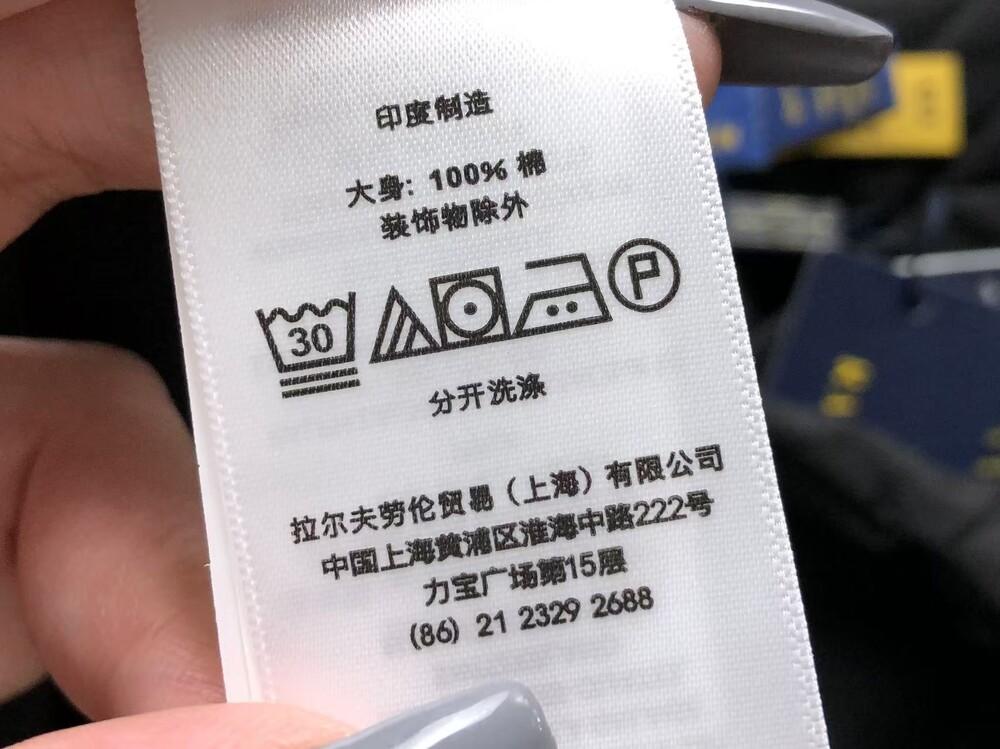 印度制造
大身: 100% 棉
装饰物除外
30
P
分开洗涤
拉尔夫劳伦贸易（上海）有限公司
中国上海黄浦区淮海中路222号
力宝广场第15层
(86) 21 2329 2688